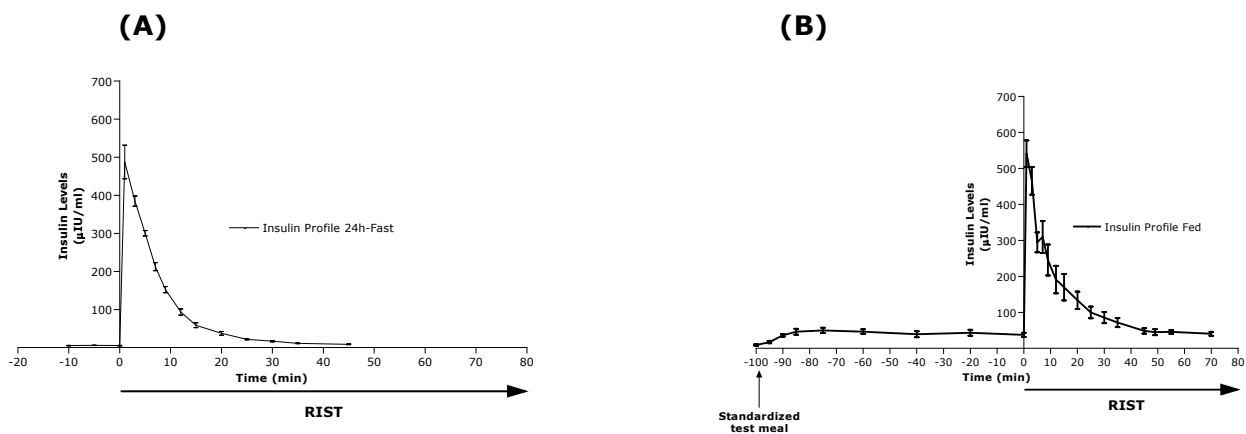 (A)
700
600
500
400
300
200
100
Insulin Levels
(µIU/ml)
Insulin Profile 24h-Fast
-20 -10 0 10 20 30 40 50 60 70 80
Time (min)
RIST
(B)
700
600
500
400
300
200
100
Insulin Levels
(µIU/ml)
Insulin Profile Fed
-100 -90 -80 -70 -60 -50 -40 -30 -20 -10 0 10 20 30 40 50 60 70 80
Time (min)
Standardized
test meal
RIST